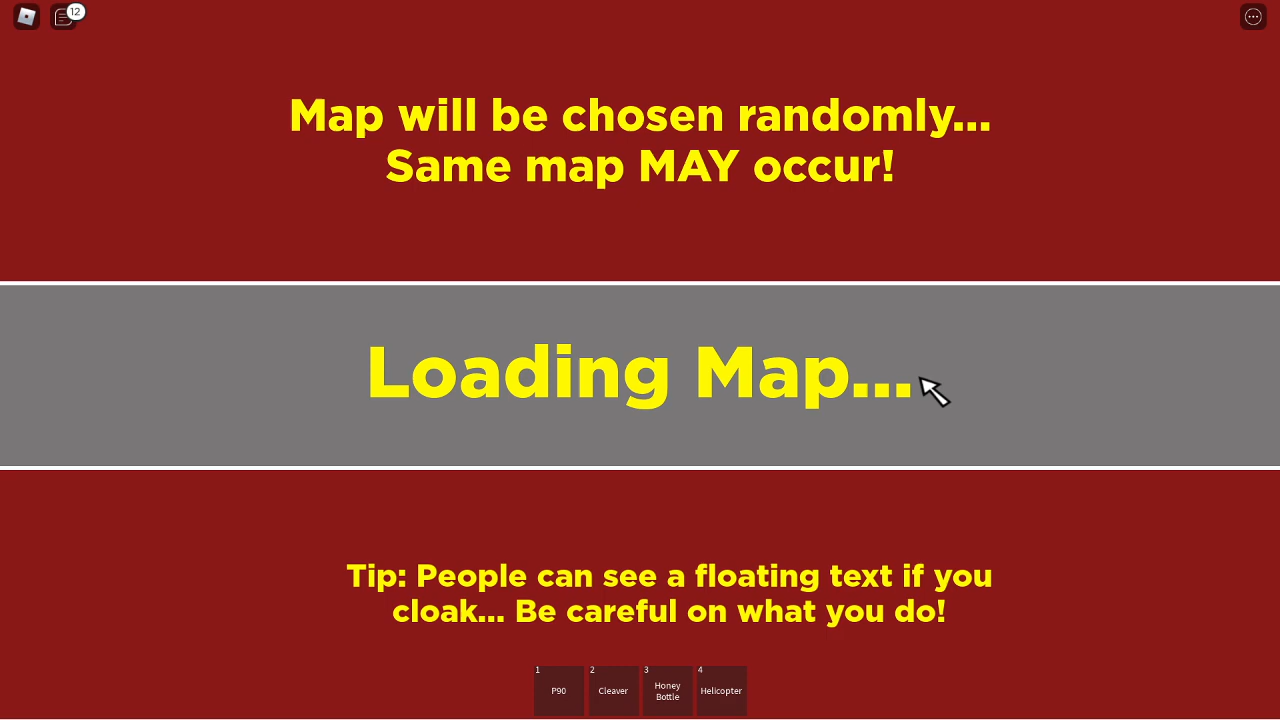 12
Map will be chosen randomly...
Same map MAY occur!
Loading Map...
Tip: People can see a floating text if you
cloak... Be careful on what you do!
1
P90
2
Cleaver
3
Honey
Bottle
4
Helicopter